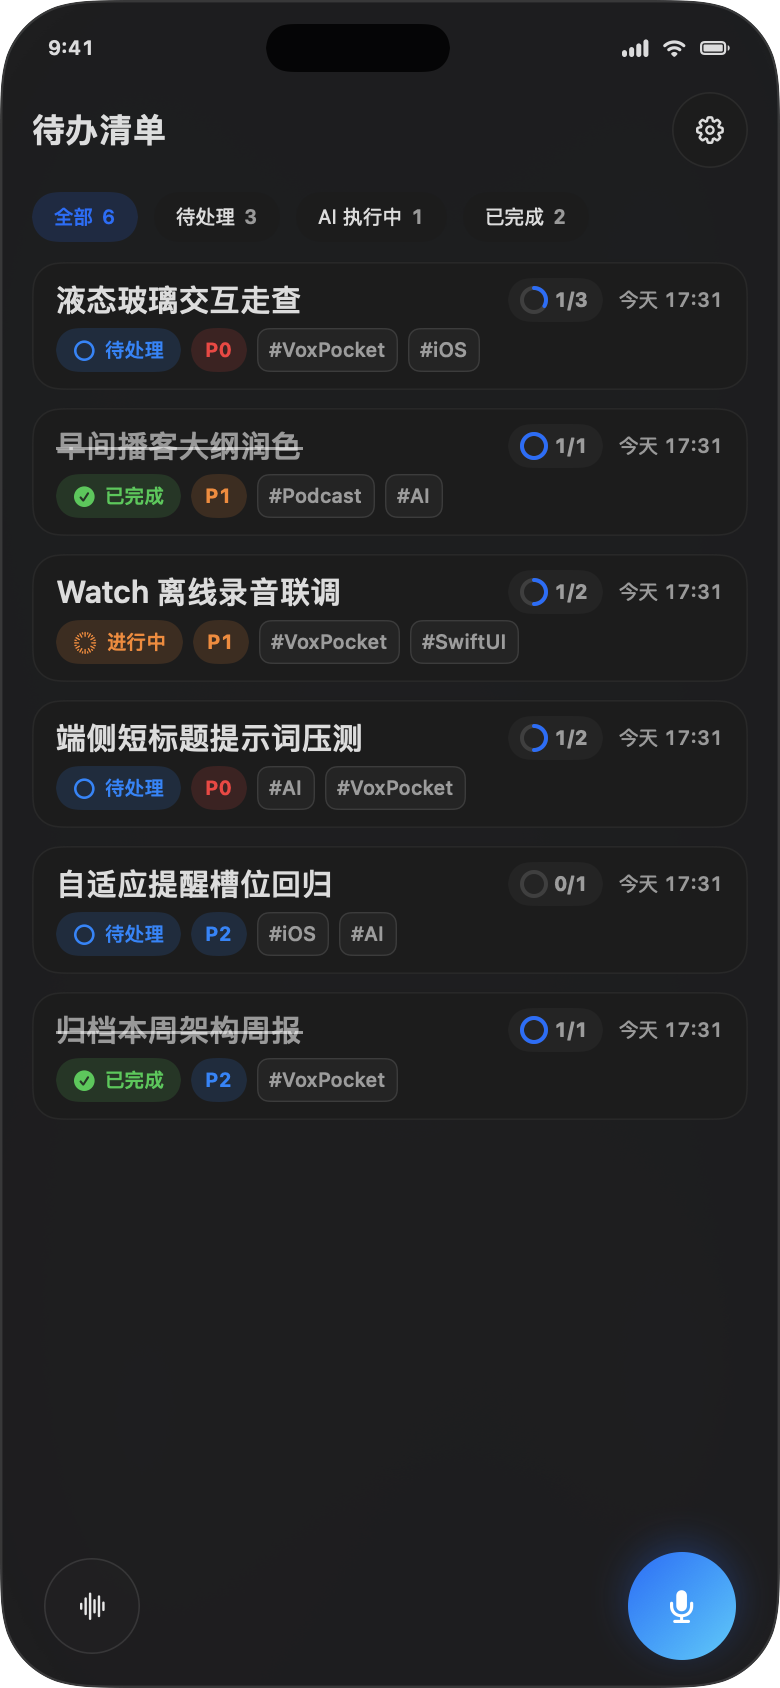 9:41
待办清单
全部 6 待处理 3 AI 执行中 1 已完成 2
液态玻璃交互走查 1/3 今天 17:31
待处理 P0 #VoxPocket #iOS
早间播客大纲润色 1/1 今天 17:31
已完成 P1 #Podcast #AI
Watch 离线录音联调 1/2 今天 17:31
进行中 P1 #VoxPocket #SwiftUI
端侧短标题提示词压测 1/2 今天 17:31
待处理 P0 #AI #VoxPocket
自适应提醒槽位回归 0/1 今天 17:31
待处理 P2 #iOS #AI
归档本周架构周报 1/1 今天 17:31
已完成 P2 #VoxPocket